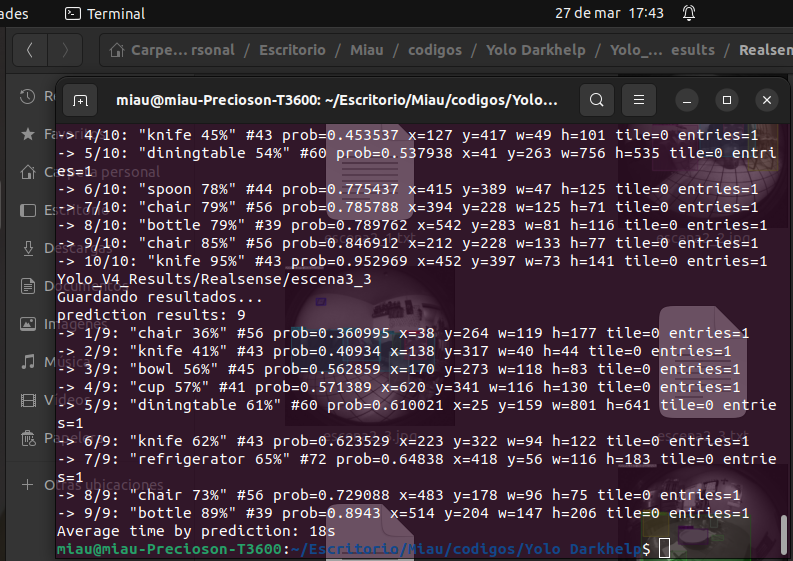 ades
Terminal
27 de mar 17:43
Carpe... rsonal / Escritorio / Miau / codigos / Yolo Darkhelp / Yolo_... esults / Realsen
miau@miau-Precioson-T3600: ~/Escritorio/Miau/codigos/Yolo...
-> 4/10: "knife 45%" #43 prob=0.453537 x=127 y=417 w=49 h=101 tile=0 entries=1
-> 5/10: "diningtable 54%" #60 prob=0.537938 x=41 y=263 w=756 h=535 tile=0 entri
es=1
-> 6/10: "spoon 78%" #44 prob=0.775437 x=415 y=389 w=47 h=125 tile=0 entries=1
-> 7/10: "chair 79%" #56 prob=0.785788 x=394 y=228 w=125 h=71 tile=0 entries=1
-> 8/10: "bottle 79%" #39 prob=0.789762 x=542 y=283 w=81 h=116 tile=0 entries=1
-> 9/10: "chair 85%" #56 prob=0.846912 x=212 y=228 w=133 h=77 tile=0 entries=1
-> 10/10: "knife 95%" #43 prob=0.952969 x=452 y=397 w=73 h=141 tile=0 entries=1
Yolo_V4_Results/Realsense/escena3_3
Guardando resultados...
prediction results: 9
-> 1/9: "chair 36%" #56 prob=0.360995 x=38 y=264 w=119 h=177 tile=0 entries=1
-> 2/9: "knife 41%" #43 prob=0.40934 x=138 y=317 w=40 h=44 tile=0 entries=1
-> 3/9: "bowl 56%" #45 prob=0.562859 x=170 y=273 w=118 h=83 tile=0 entries=1
-> 4/9: "cup 57%" #41 prob=0.571389 x=620 y=341 w=116 h=130 tile=0 entries=1
-> 5/9: "diningtable 61%" #60 prob=0.610021 x=25 y=159 w=801 h=641 tile=0 entrie
s=1
-> 6/9: "knife 62%" #43 prob=0.623529 x=223 y=322 w=94 h=122 tile=0 entries=1
-> 7/9: "refrigerator 65%" #72 prob=0.64838 x=418 y=56 w=116 h=183 tile=0 entrie
s=1
-> 8/9: "chair 73%" #56 prob=0.729088 x=483 y=178 w=96 h=75 tile=0 entries=1
-> 9/9: "bottle 89%" #39 prob=0.8943 x=514 y=204 w=147 h=206 tile=0 entries=1
Average time by prediction: 18s
miau@miau-Precioson-T3600:~/Escritorio/Miau/codigos/Yolo Darkhelp$
Carpeta personal
Escritorio
Descargas
Documentos
Imágenes
Música
Vídeos
Papelera
Otras ubicaciones